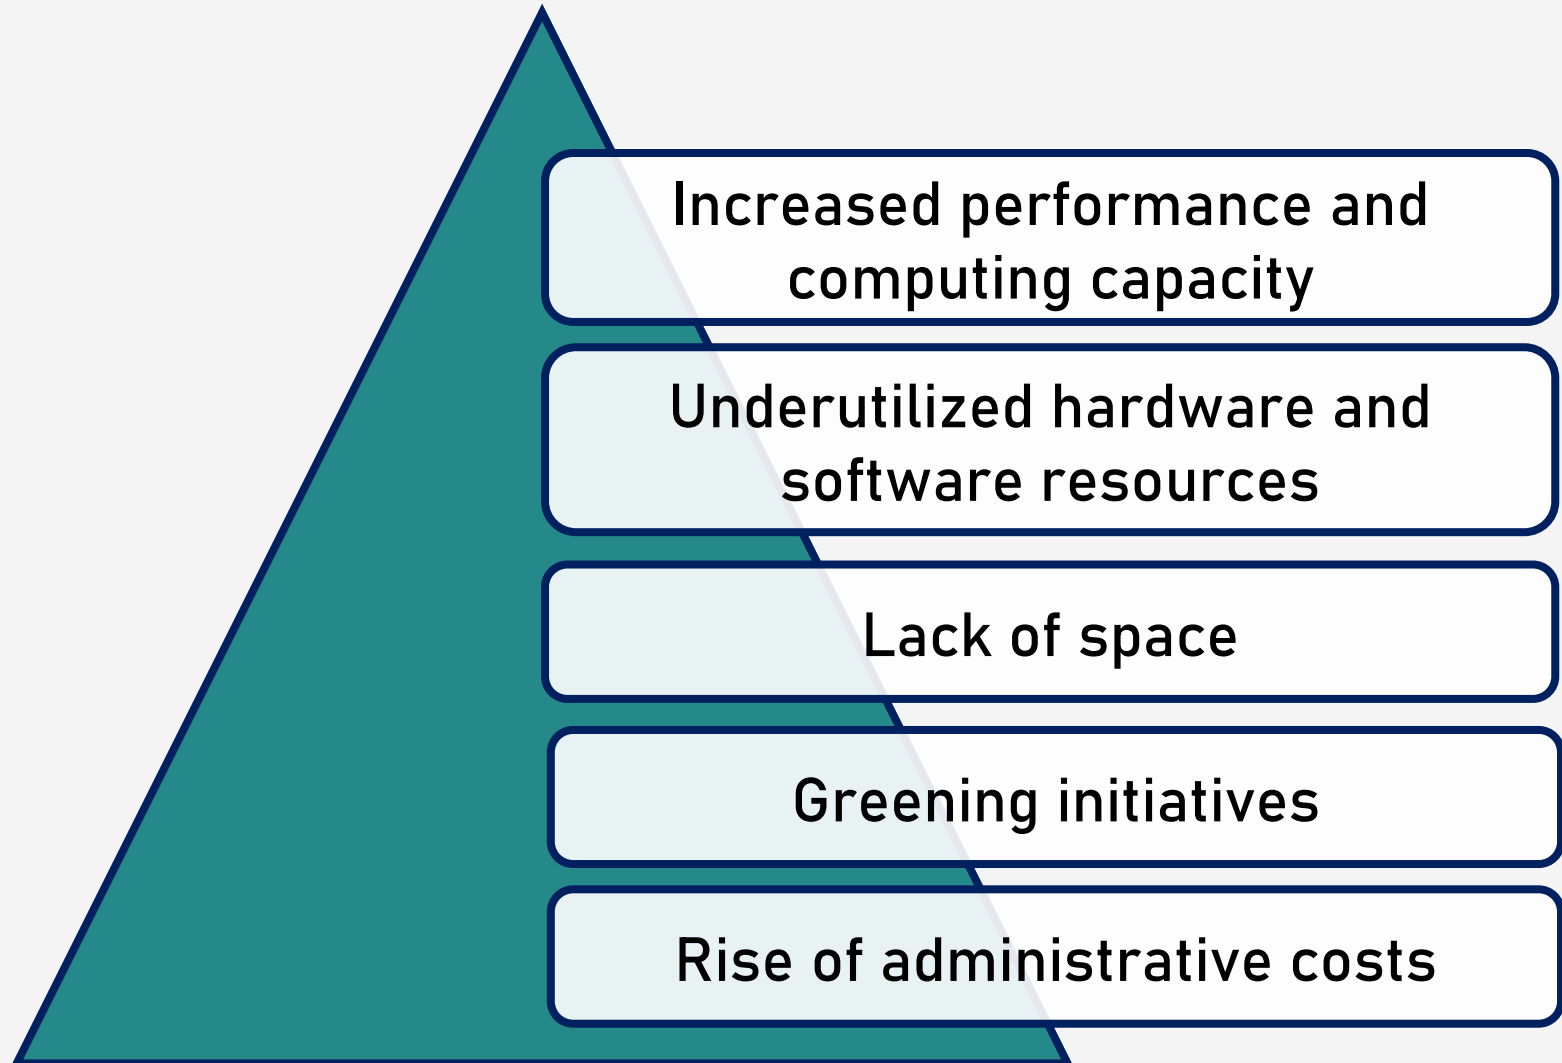 Increased performance and
computing capacity
Underutilized hardware and
software resources
Lack of space
Greening initiatives
Rise of administrative costs